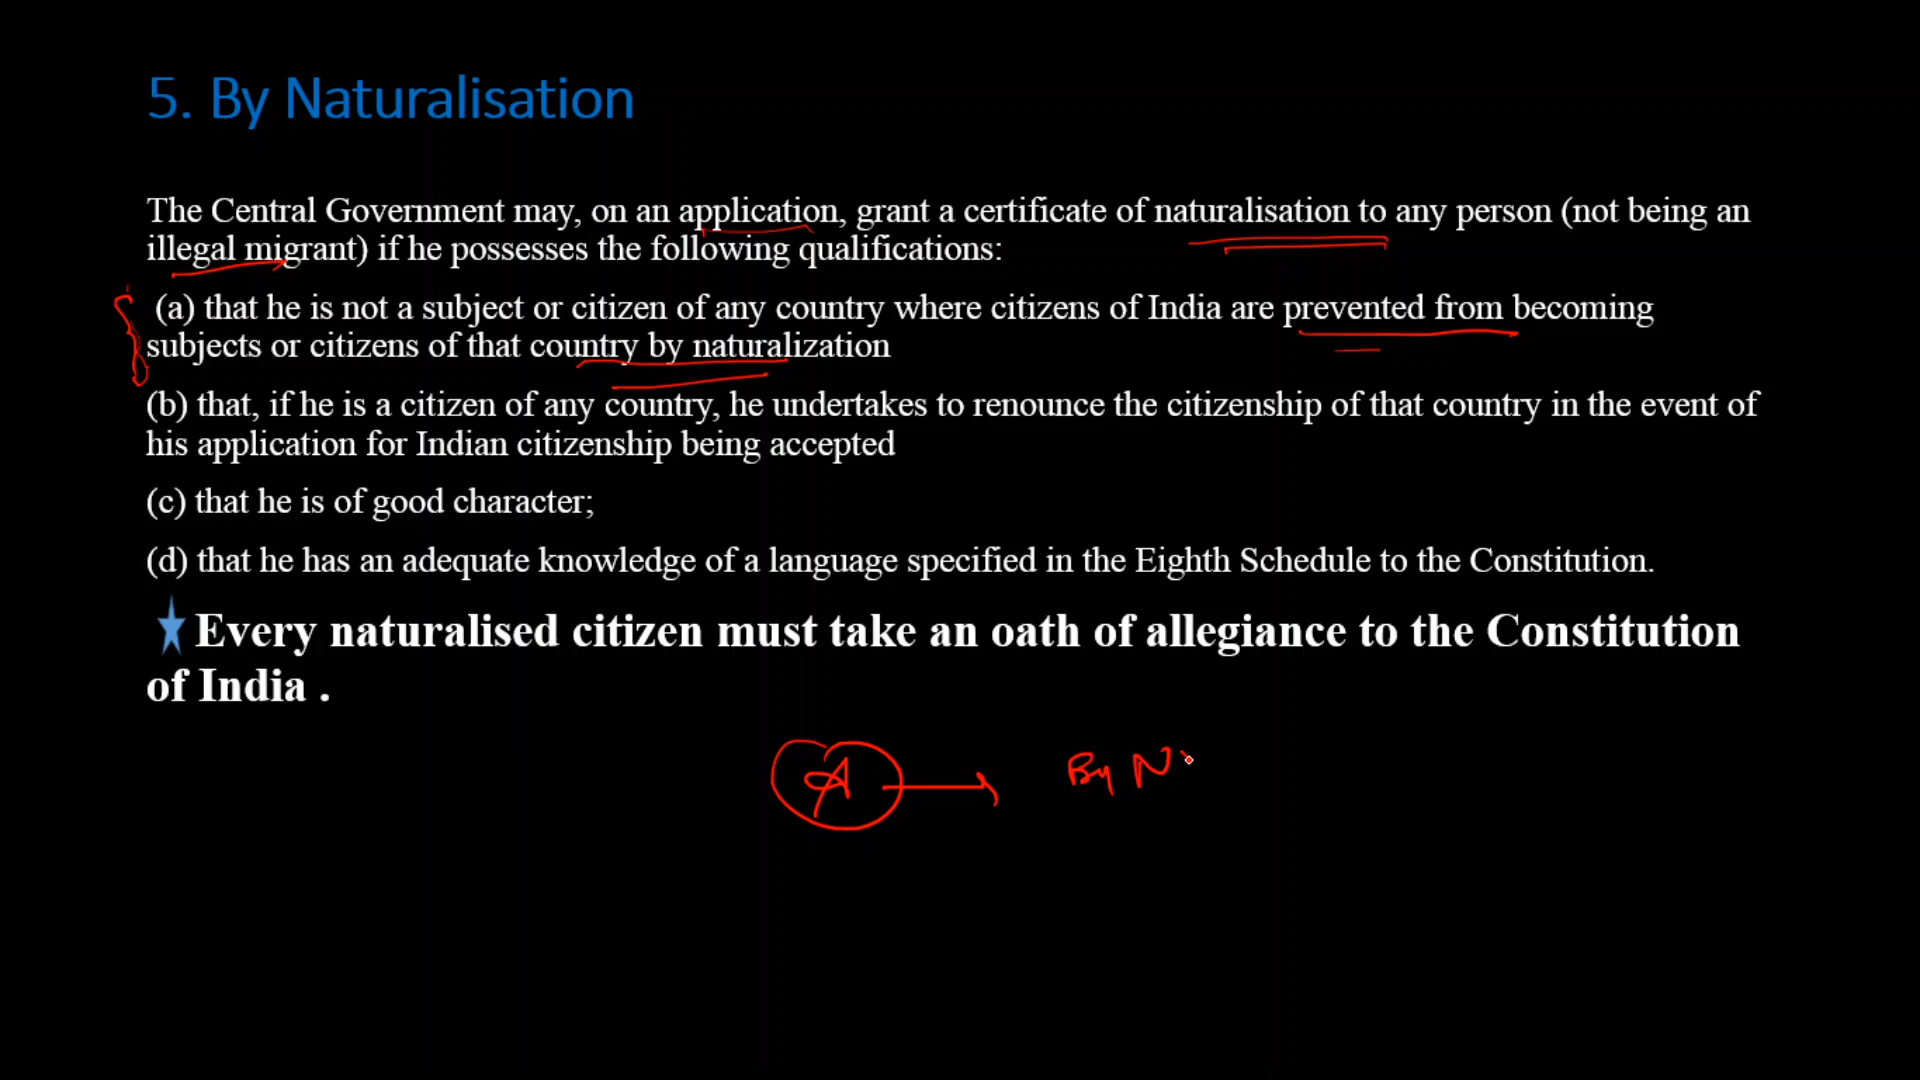 5. By Naturalisation
The Central Government may, on an application, grant a certificate of naturalisation to any person (not being an
illegal migrant) if he possesses the following qualifications:
(a) that he is not a subject or citizen of any country where citizens of India are prevented from becoming
subjects or citizens of that country by naturalization
(b) that, if he is a citizen of any country, he undertakes to renounce the citizenship of that country in the event of
his application for Indian citizenship being accepted
(c) that he is of good character;
(d) that he has an adequate knowledge of a language specified in the Eighth Schedule to the Constitution.
Every naturalised citizen must take an oath of allegiance to the Constitution
of India .
A By N